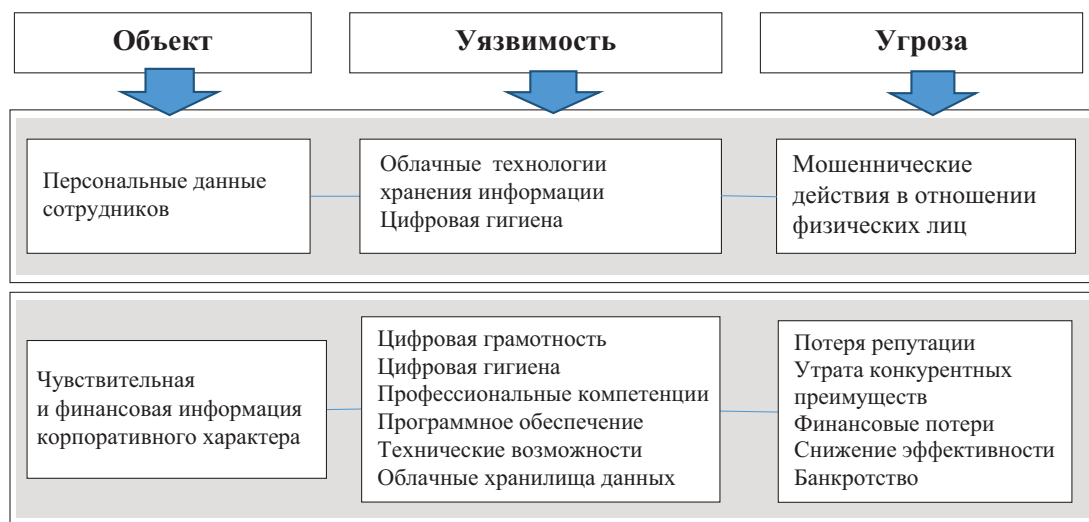 Объект
Уязвимость
Угроза
Персональные данные
сотрудников
Облачные технологии
хранения информации
Цифровая гигиена
Мошеннические
действия в отношении
физических лиц
Чувствительная
и финансовая информация
корпоративного характера
Цифровая грамотность
Цифровая гигиена
Профессиональные компетенции
Программное обеспечение
Технические возможности
Облачные хранилища данных
Потеря репутации
Утрата конкурентных
преимуществ
Финансовые потери
Снижение эффективности
Банкротство